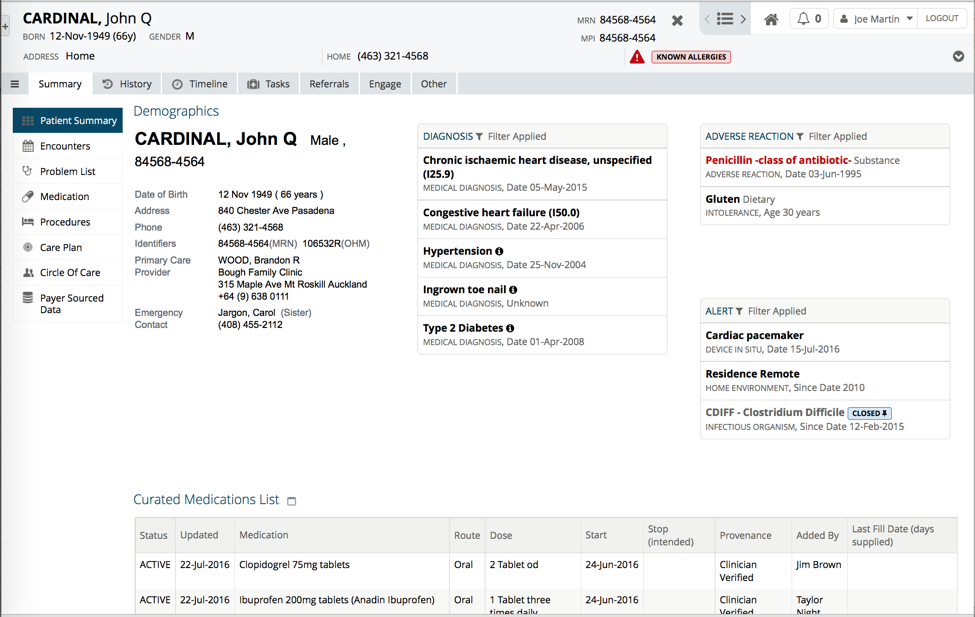 CARDINAL, John Q
BORN 12-Nov-1949 (66y) GENDER M
MRN 84568-4564
MPI 84568-4564
0
Joe Martin
LOGOUT
ADDRESS Home
HOME (463) 321-4568
KNOWN ALLERGIES
Summary History Timeline Tasks Referrals Engage Other
Patient Summary
Encounters
Problem List
Medication
Procedures
Care Plan
Circle Of Care
Payer Sourced
Data
Demographics
CARDINAL, John Q Male ,
84568-4564
Date of Birth 12 Nov 1949 ( 66 years )
Address 840 Chester Ave Pasadena
Phone (463) 321-4568
Identifiers 84568-4564(MRN) 106532R(OHM)
Primary Care WOOD, Brandon R
Provider Bough Family Clinic
315 Maple Ave Mt Roskill Auckland
+64 (9) 638 0111
Emergency Jargon, Carol (Sister)
Contact (408) 455-2112
DIAGNOSIS Filter Applied
Chronic ischaemic heart disease, unspecified
(I25.9)
MEDICAL DIAGNOSIS, Date 05-May-2015
Congestive heart failure (I50.0)
MEDICAL DIAGNOSIS, Date 22-Apr-2006
Hypertension
MEDICAL DIAGNOSIS, Date 25-Nov-2004
Ingrown toe nail
MEDICAL DIAGNOSIS, Unknown
Type 2 Diabetes
MEDICAL DIAGNOSIS, Date 01-Apr-2008
ADVERSE REACTION Filter Applied
Penicillin -class of antibiotic- Substance
ADVERSE REACTION, Date 03-Jun-1995
Gluten Dietary
INTOLERANCE, Age 30 years
ALERT Filter Applied
Cardiac pacemaker
DEVICE IN SITU, Date 15-Jul-2016
Residence Remote
HOME ENVIRONMENT, Since Date 2010
CDIFF - Clostridium Difficile CLOSED
INFECTIOUS ORGANISM, Since Date 12-Feb-2015
Curated Medications List
Status Updated Medication Route Dose Start Stop (intended) Provenance Added By Last Fill Date (days supplied)
ACTIVE 22-Jul-2016 Clopidogrel 75mg tablets Oral 2 Tablet od 24-Jun-2016 Clinician Verified Jim Brown
ACTIVE 22-Jul-2016 Ibuprofen 200mg tablets (Anadin Ibuprofen) Oral 1 Tablet three times daily 24-Jun-2016 Clinician Verified Taylor Night